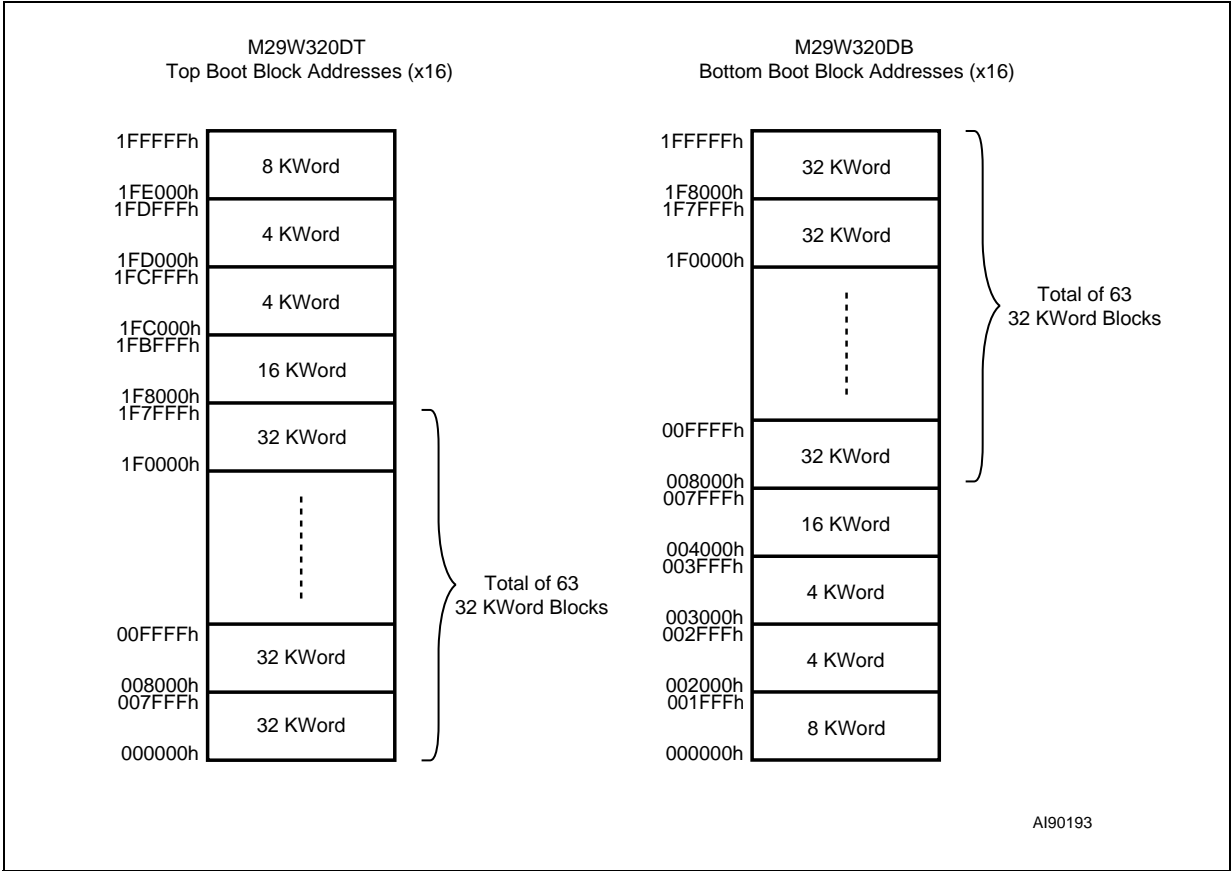 M29W320DT
Top Boot Block Addresses (x16)
1FFFFFh
8 KWord
1FE000h
1FDFFFh
4 KWord
1FD000h
1FCFFFh
4 KWord
1FC000h
1FBFFFh
16 KWord
1F8000h
1F7FFFh
32 KWord
1F0000h
Total of 63
32 KWord Blocks
00FFFFh
32 KWord
008000h
007FFFh
32 KWord
000000h
M29W320DB
Bottom Boot Block Addresses (x16)
1FFFFFh
32 KWord
1F8000h
1F7FFFh
32 KWord
1F0000h
Total of 63
32 KWord Blocks
00FFFFh
32 KWord
008000h
007FFFh
16 KWord
004000h
003FFFh
4 KWord
003000h
002FFFh
4 KWord
002000h
001FFFh
8 KWord
000000h
AI90193